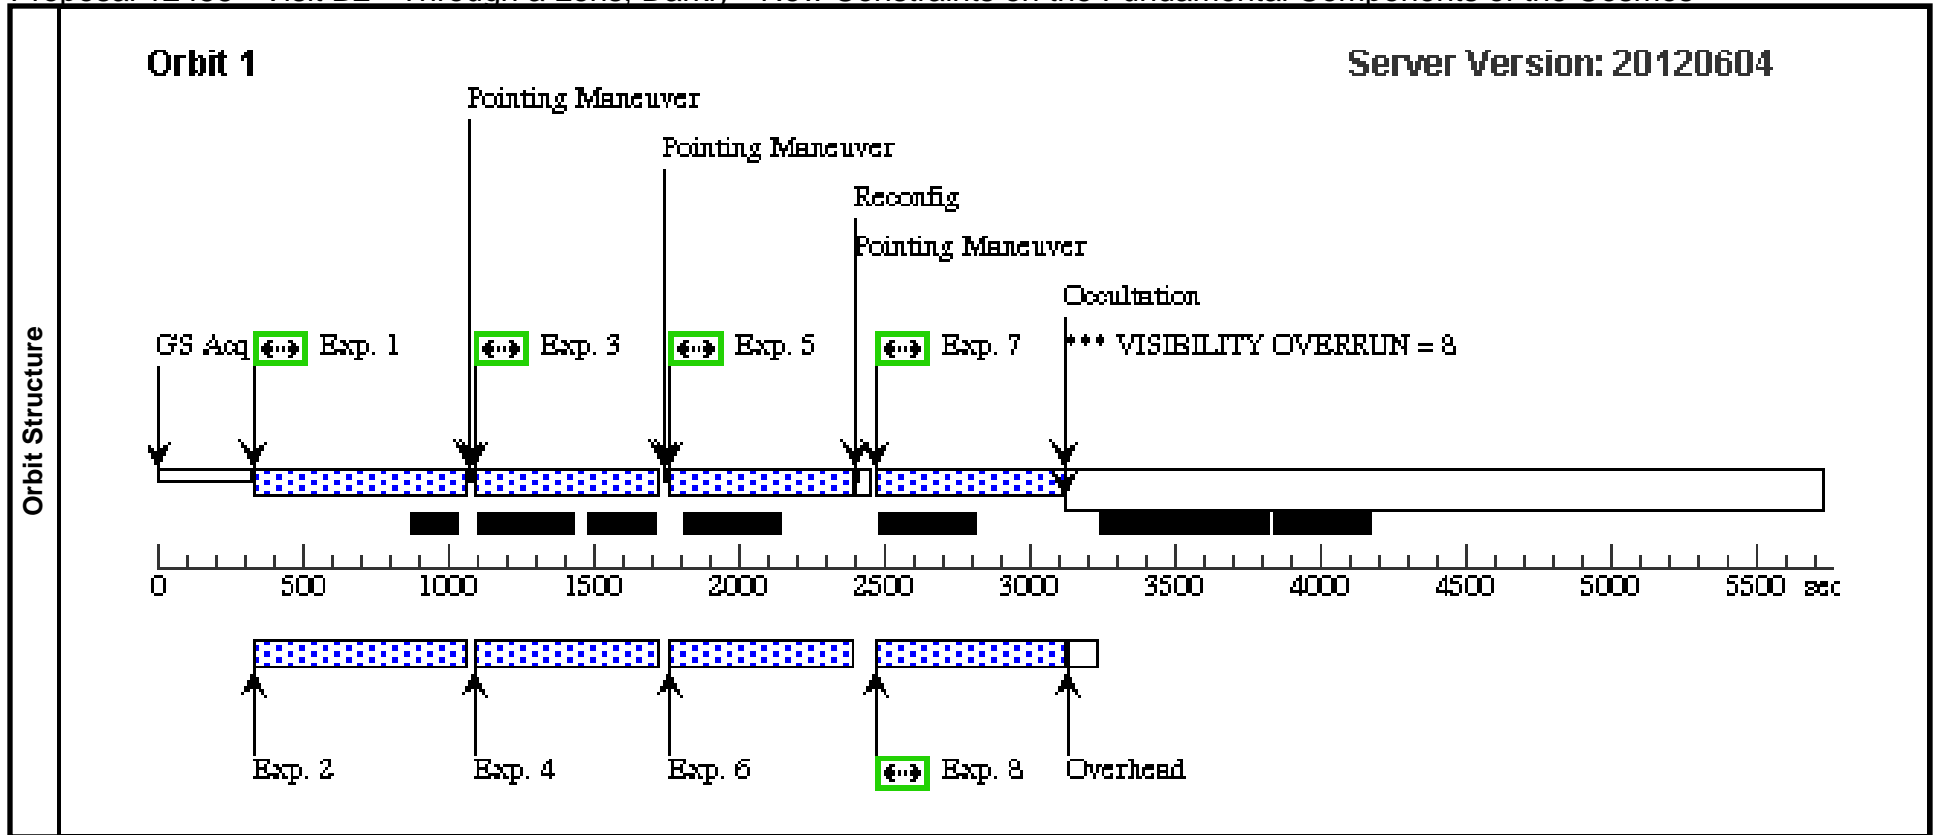 Orbit 1
Server Version: 20120604
Pointing Maneuver
Pointing Maneuver
Reconfig
Pointing Maneuver
Occultation
GS Acq Exp. 1 Exp. 3 Exp. 5 Exp. 7 *** VISIBILITY OVERRUN = 8
Orbit Structure
0 500 1000 1500 2000 2500 3000 3500 4000 4500 5000 5500 sec
Exp. 2 Exp. 4 Exp. 6 Exp. 8 Overhead